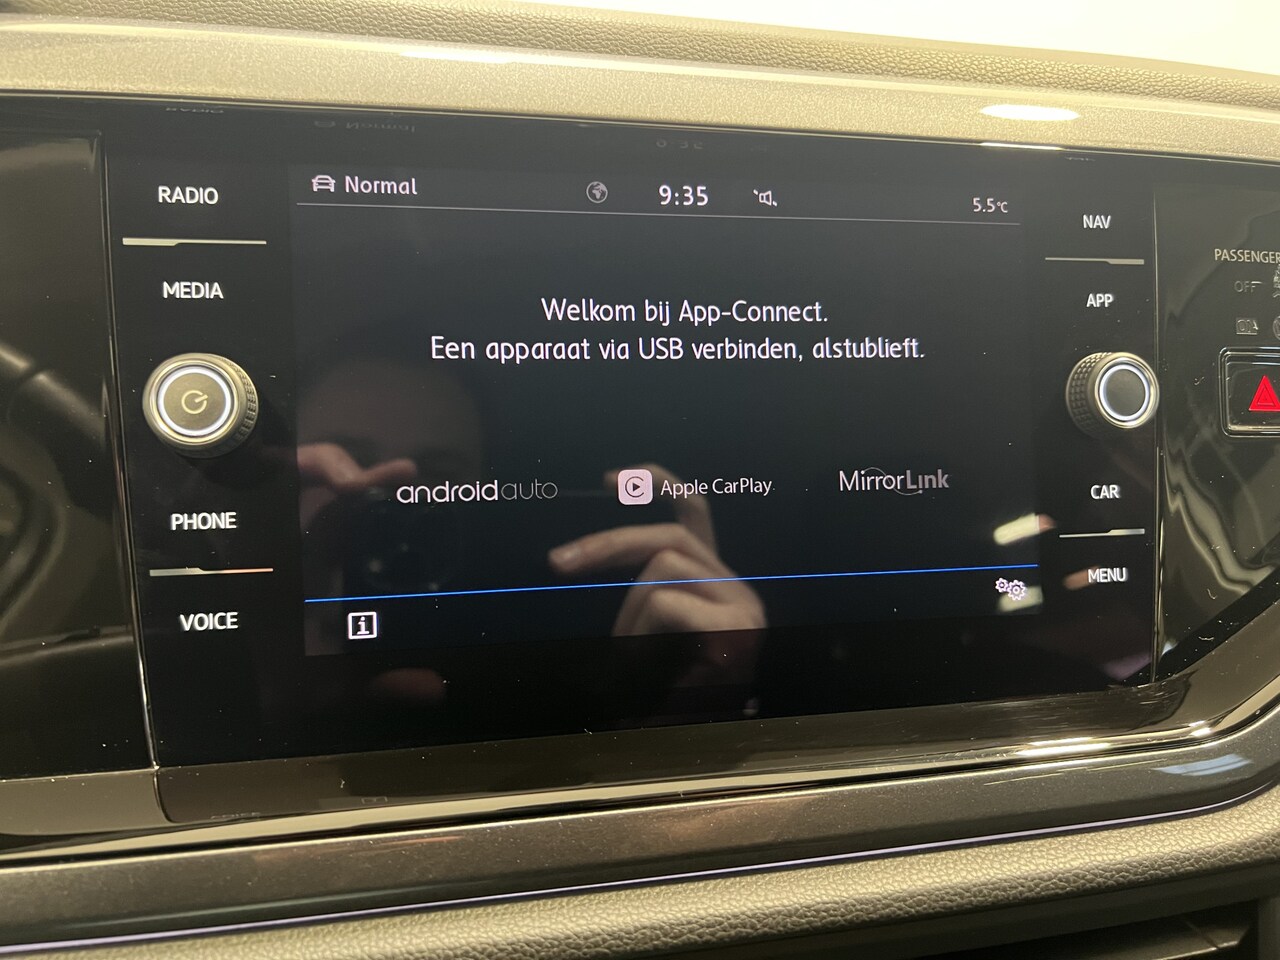 RADIO
MEDIA
PHONE
VOICE
Normal
9:35
5.5°C
Welkom bij App-Connect.
Een apparaat via USB verbinden, alstublieft.
androidauto
Apple CarPlay
MirrorLink
i
NAV
APP
CAR
MENU
PASSENGER
OFF